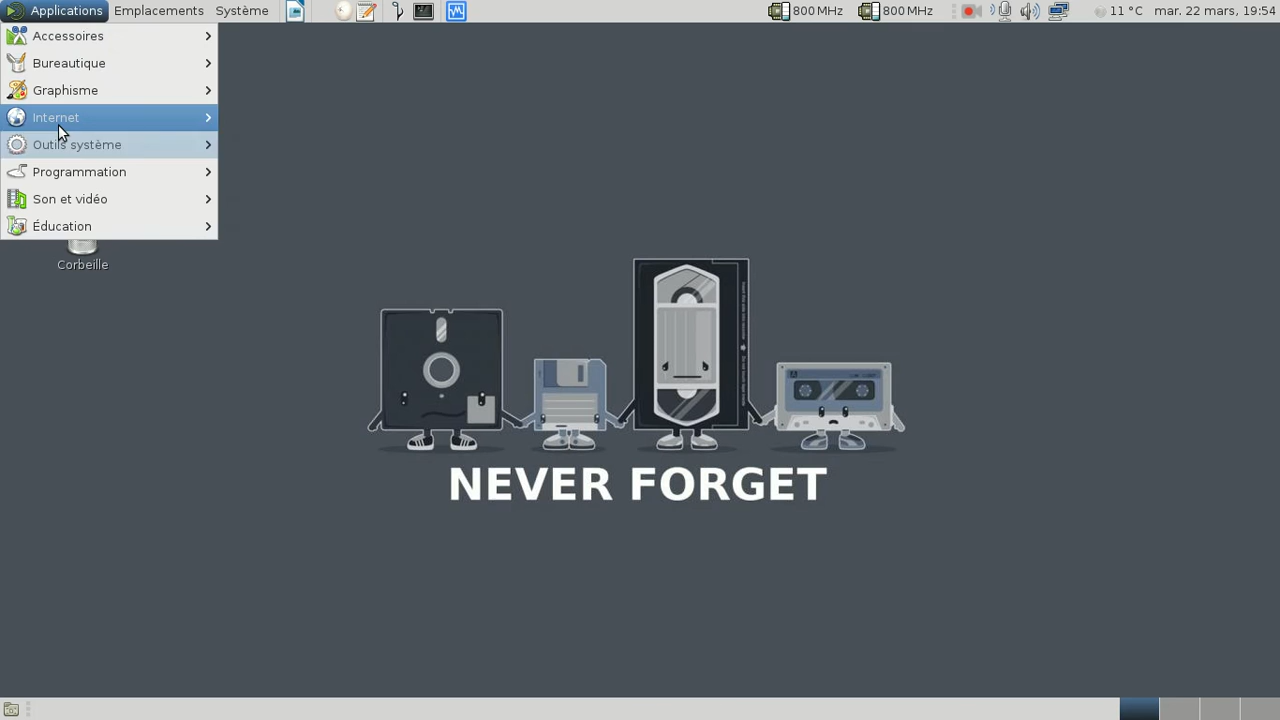 Applications Emplacements Système 800 MHz 800 MHz 11 °C mar. 22 mars, 19:54
Accessoires
Bureautique
Graphisme
Internet
Outils système
Programmation
Son et vidéo
Éducation
Corbeille
NEVER FORGET